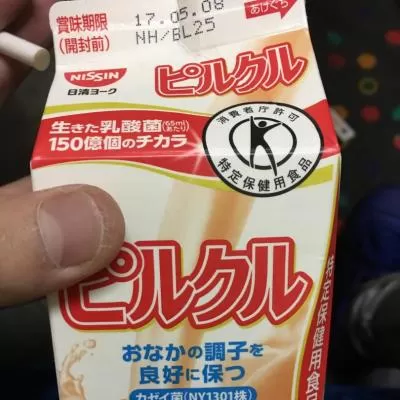 賞味期限
(開封前)
17.05.08
NH/BL25
あけぐち
NISSIN
日清ヨーク
ピルクル
生きた乳酸菌(65ml あたり)
150億個のチカラ
消費者庁許可
特定保健用食品
ピルクル
おなかの調子を
良好に保つ
カゼイ菌(NY1301株)
特定保健用食品